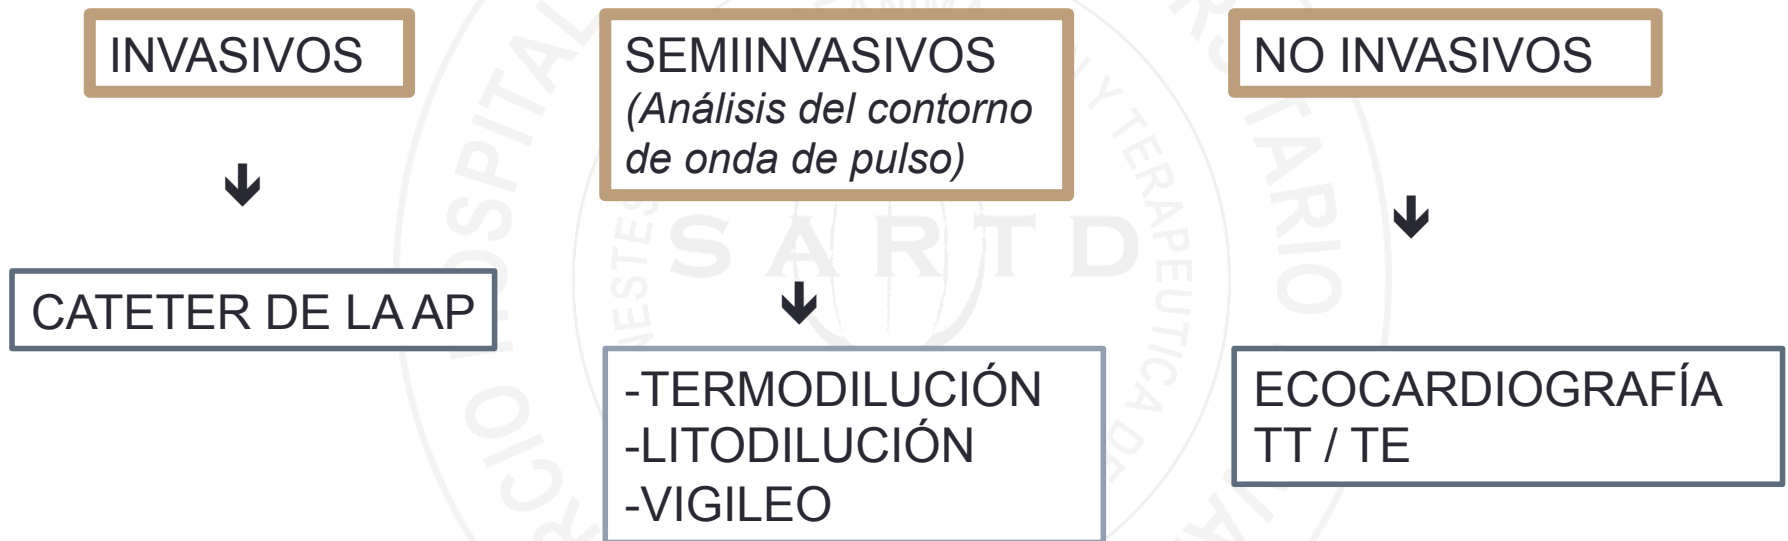 INVASIVOS
CATETER DE LA AP
SEMIINVASIVOS
(Análisis del contorno
de onda de pulso)
-TERMODILUCIÓN
-LITODILUCIÓN
-VIGILEO
NO INVASIVOS
ECOCARDIOGRAFÍA
TT / TE
SARTD